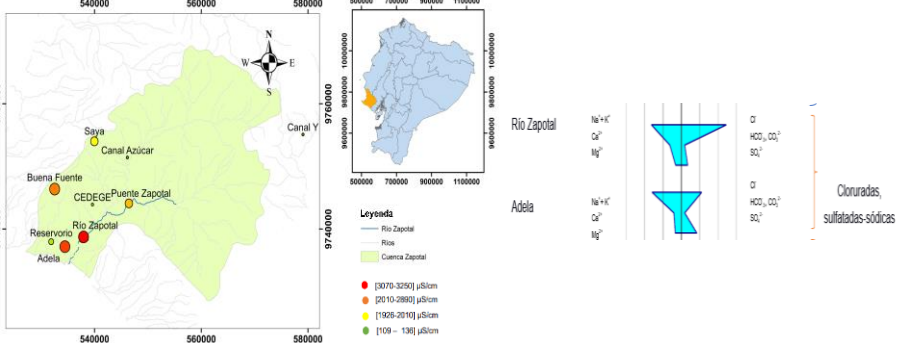 540000
560000
580000
500000
700000
900000
1100000
N
W
E
S
9760000
9740000
Saya
Canal Azúcar
Canal Y
Buena Fuente
CEDEGE
Puente Zapotal
Reservorio
Río Zapotal
Adela
540000
560000
580000
10000000
9800000
9600000
500000
700000
900000
1100000
Leyenda
Río Zapotal
Ríos
Cuenca Zapotal
[3070-3250] µS/cm
[2010-2890] µS/cm
[1926-2010] µS/cm
[109 – 136] µS/cm
Río Zapotal
Na⁺+ K⁺
Ca²⁺
Mg²⁺
Cl⁻
HCO₃⁻, CO₃²⁻
SO₄²⁻
Adela
Na⁺+ K⁺
Ca²⁺
Mg²⁺
Cl⁻
HCO₃⁻, CO₃²⁻
SO₄²⁻
Cloruradas,
sulfatadas-sódicas